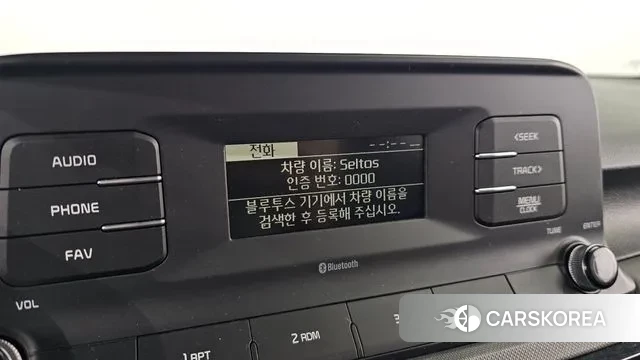 AUDIO
PHONE
FAV
VOL
전화
--:--
차량 이름: Seltos
인증 번호: 0000
블루투스 기기에서 차량 이름을
검색한 후 등록해 주십시오.
Bluetooth
<SEEK
TRACK>
MENU
CLOCK
TUNE
ENTER
1 RPT
2 RDM
3
CARSKOREA